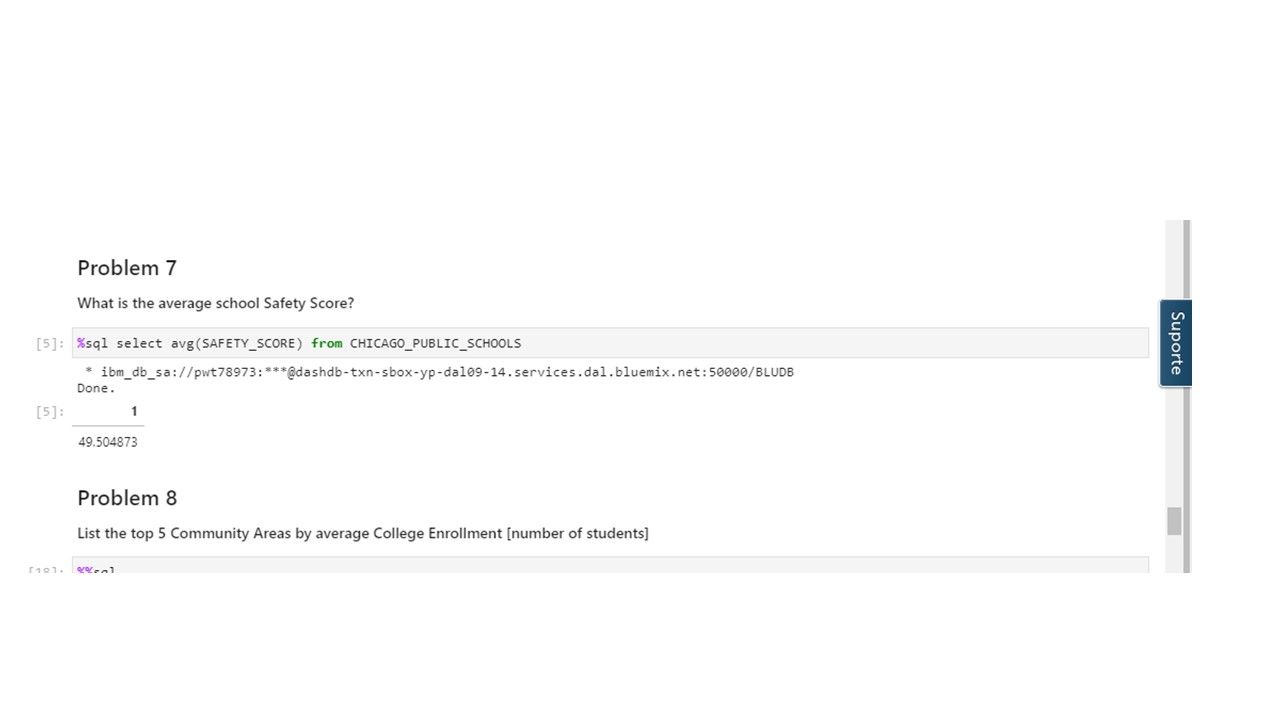 Problem 7
What is the average school Safety Score?
[5]: %sql select avg(SAFETY_SCORE) from CHICAGO_PUBLIC_SCHOOLS
* ibm_db_sa://pwt78973:***@dashdb-txn-sbox-yp-dal09-14.services.dal.bluemix.net:50000/BLUDB
Done.
[5]: 1
49.504873
Problem 8
List the top 5 Community Areas by average College Enrollment [number of students]
[18]: %%sql
Suporte